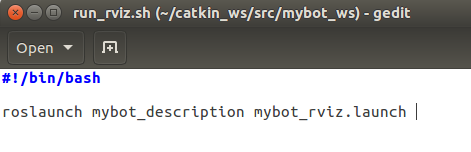 run_rviz.sh (~/catkin_ws/src/mybot_ws) - gedit
Open
#!/bin/bash
roslaunch mybot_description mybot_rviz.launch